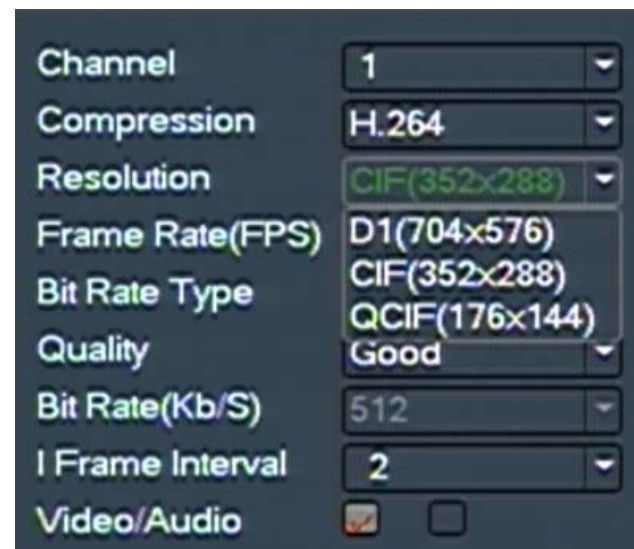 Channel 1
Compression H.264
Resolution CIF(352x288)
Frame Rate(FPS) D1(704x576)
CIF(352x288)
Bit Rate Type
QCIF(176x144)
Quality Good
Bit Rate(Kb/S) 512
I Frame Interval 2
Video/Audio